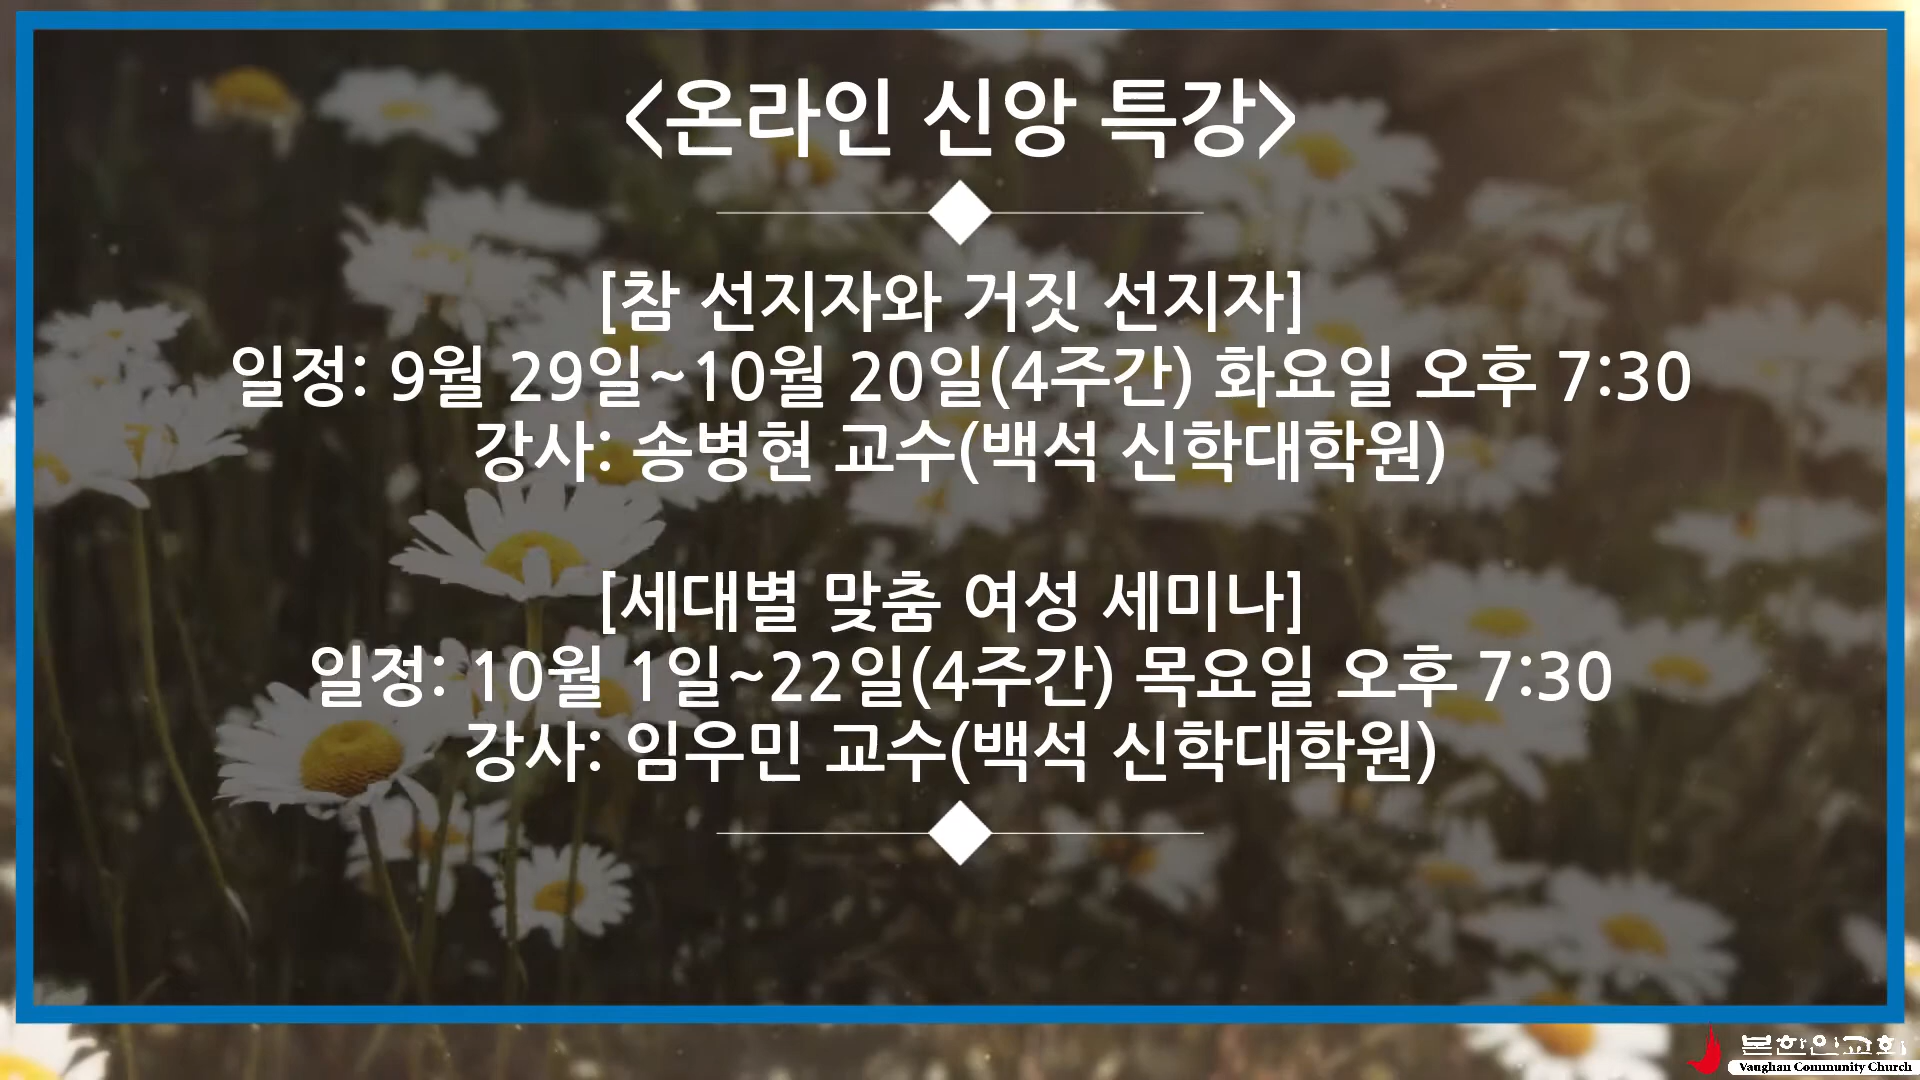 <온라인 신앙 특강>
[참 선지자와 거짓 선지자]
일정: 9월 29일~10월 20일(4주간) 화요일 오후 7:30
강사: 송병현 교수(백석 신학대학원)
[세대별 맞춤 여성 세미나]
일정: 10월 1일~22일(4주간) 목요일 오후 7:30
강사: 임우민 교수(백석 신학대학원)
본한인교회
Vaughan Community Church